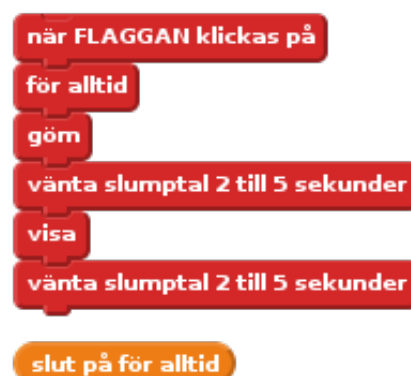 när FLAGGAN klickas på
för alltid
göm
vänta slumptal 2 till 5 sekunder
visa
vänta slumptal 2 till 5 sekunder
slut på för alltid